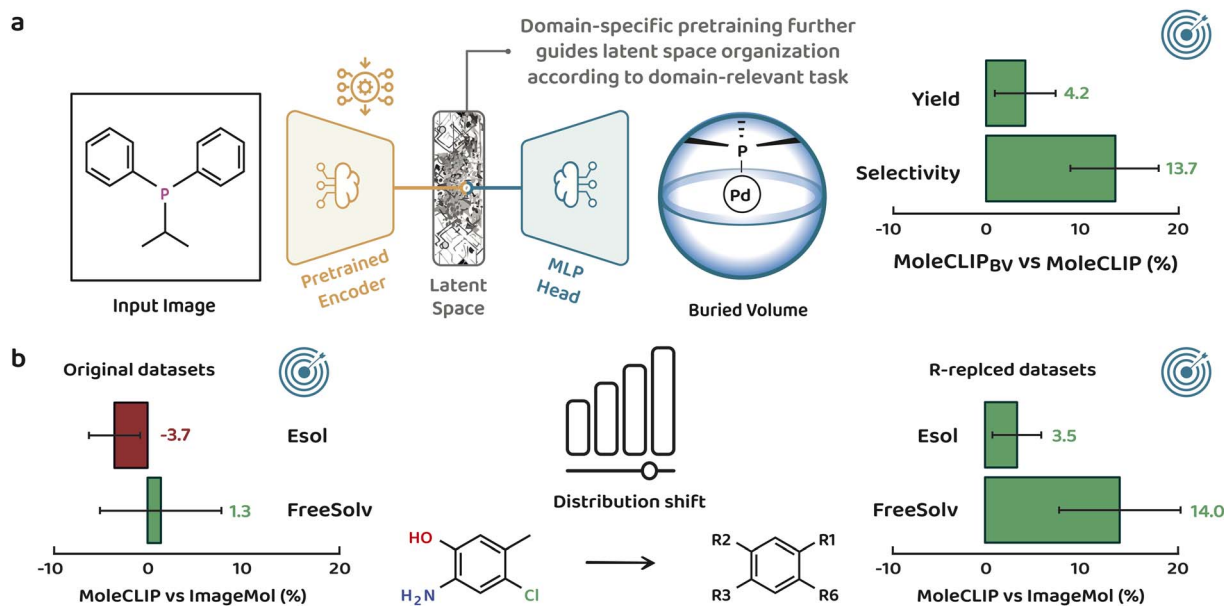 a
Domain-specific pretraining further
guides latent space organization
according to domain-relevant task
P
Input Image
Pretrained
Encoder
Latent
Space
MLP
Head
P
Pd
Buried Volume
Yield
4.2
Selectivity
13.7
-10 0 10 20
MoleCLIPBV vs MoleCLIP (%)
b
Original datasets
-3.7
Esol
1.3
FreeSolv
-10 0 10 20
MoleCLIP vs ImageMol (%)
Distribution shift
HO
H2N
Cl
R2
R1
R3
R6
R-replced datasets
Esol
3.5
FreeSolv
14.0
-10 0 10 20
MoleCLIP vs ImageMol (%)